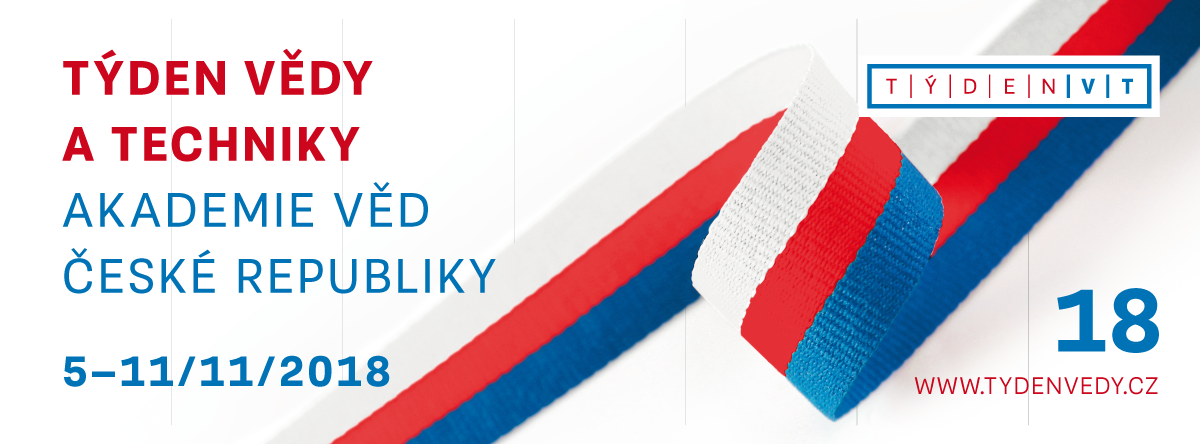 TÝDEN VĚDY
A TECHNIKY
AKADEMIE VĚD
ČESKÉ REPUBLIKY
5–11/11/2018
T|Ý|D|E|N|V|T
18
WWW.TYDENVEDY.CZ